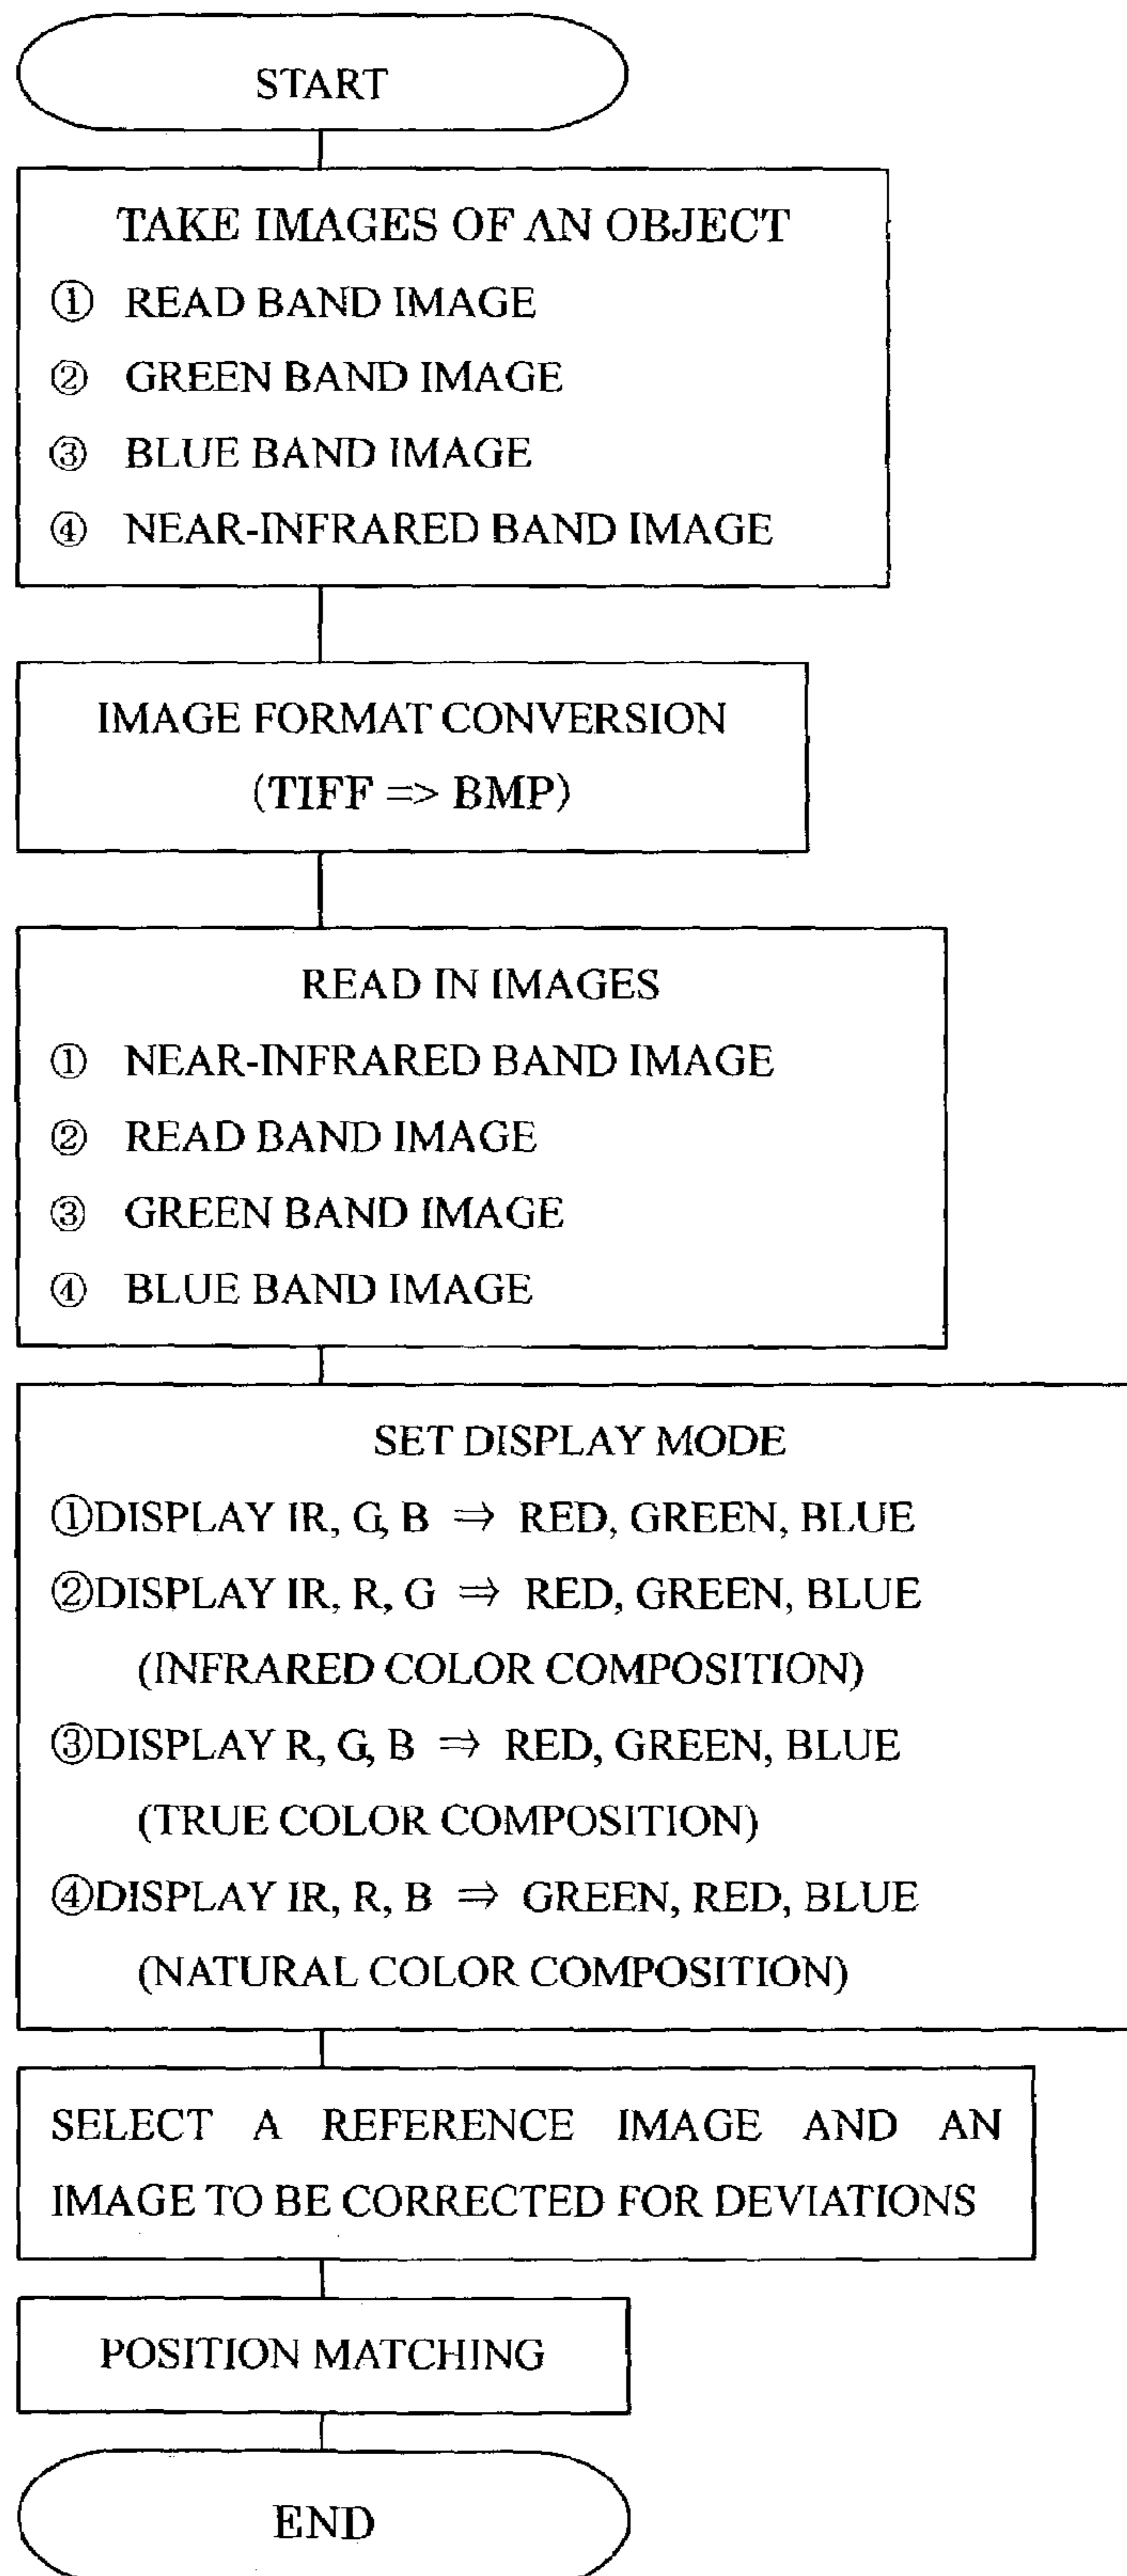 START
TAKE IMAGES OF AN OBJECT
① READ BAND IMAGE
② GREEN BAND IMAGE
③ BLUE BAND IMAGE
④ NEAR-INFRARED BAND IMAGE
IMAGE FORMAT CONVERSION
(TIFF => BMP)
READ IN IMAGES
① NEAR-INFRARED BAND IMAGE
② READ BAND IMAGE
③ GREEN BAND IMAGE
④ BLUE BAND IMAGE
SET DISPLAY MODE
①DISPLAY IR, G, B ⇒ RED, GREEN, BLUE
②DISPLAY IR, R, G ⇒ RED, GREEN, BLUE
(INFRARED COLOR COMPOSITION)
③DISPLAY R, G, B ⇒ RED, GREEN, BLUE
(TRUE COLOR COMPOSITION)
④DISPLAY IR, R, B ⇒ GREEN, RED, BLUE
(NATURAL COLOR COMPOSITION)
SELECT A REFERENCE IMAGE AND AN
IMAGE TO BE CORRECTED FOR DEVIATIONS
POSITION MATCHING
END